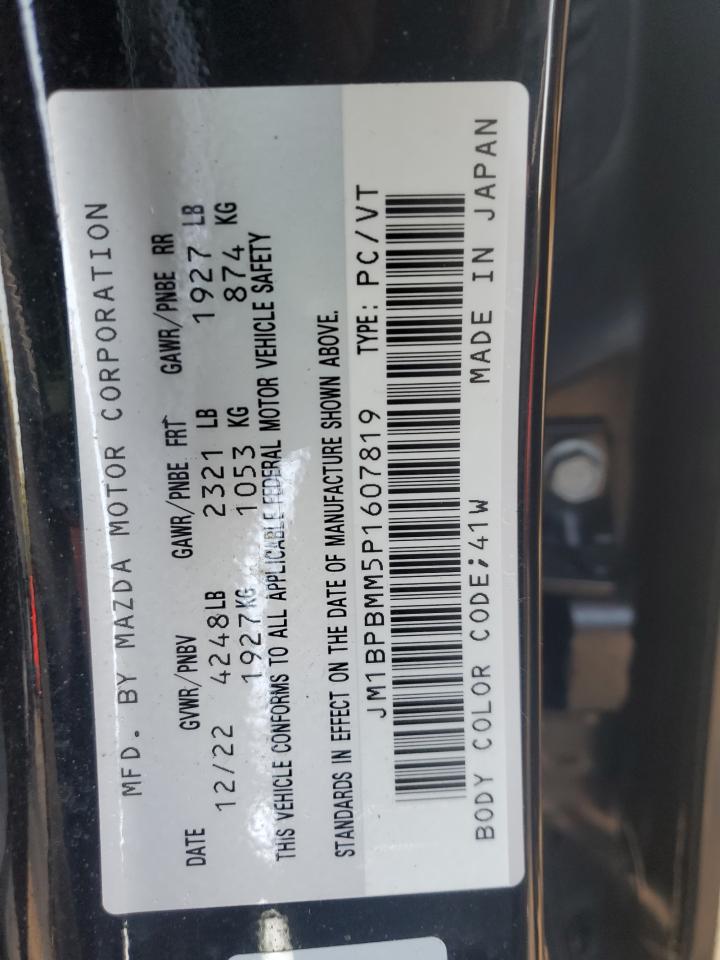 MFD. BY MAZDA MOTOR CORPORATION
DATE GVWR/PNBV GAWR/PNBE FRT GAWR/PNBE RR
12/22 4248LB 2321 LB 1927 LB
1927KG 1053 KG 874 KG
THIS VEHICLE CONFORMS TO ALL APPLICABLE FEDERAL MOTOR VEHICLE SAFETY
STANDARDS IN EFFECT ON THE DATE OF MANUFACTURE SHOWN ABOVE.
JM1BPBMM5P1607819 TYPE: PC/VT
BODY COLOR CODE;41W MADE IN JAPAN